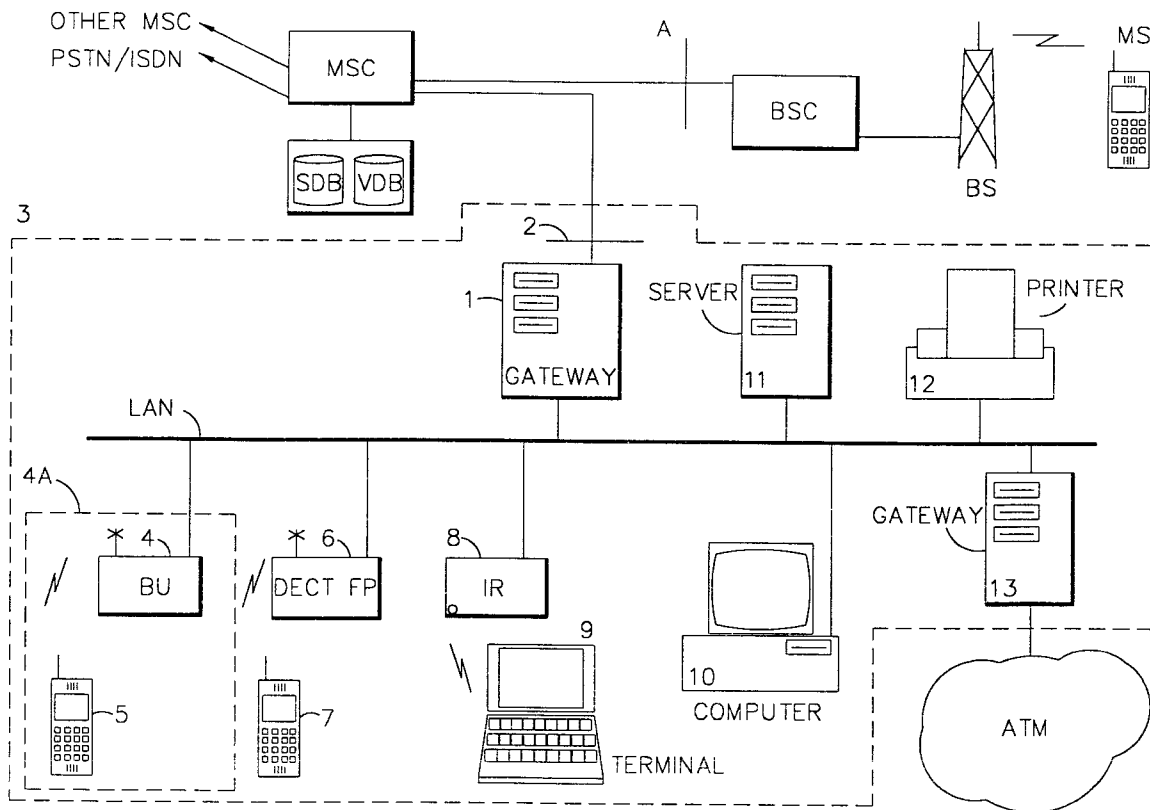 OTHER MSC
PSTN/ISDN
MSC
A
BSC
MS
BS
SDB
VDB
3
2
1
GATEWAY
SERVER
11
PRINTER
12
LAN
4A
4
BU
6
DECT FP
8
IR
GATEWAY
13
9
10
COMPUTER
5
7
TERMINAL
ATM